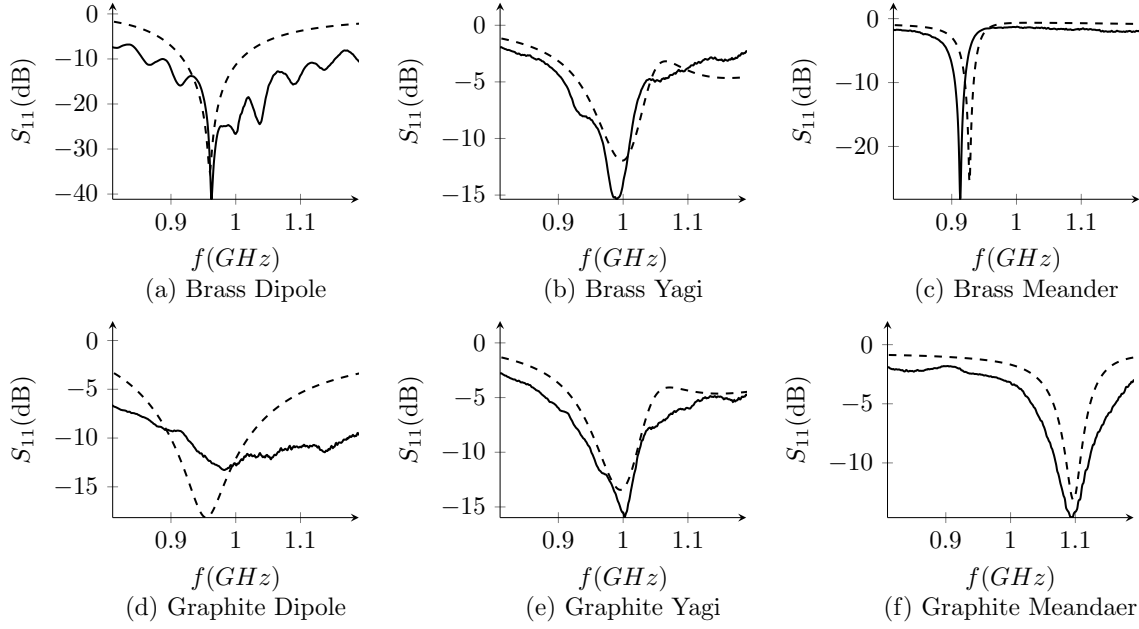 0
−10
−20
−30
−40
S11(dB)
0.9 1 1.1
f(GHz)
(a) Brass Dipole
0
−5
−10
−15
S11(dB)
0.9 1 1.1
f(GHz)
(b) Brass Yagi
0
−10
−20
S11(dB)
0.9 1 1.1
f(GHz)
(c) Brass Meander
0
−5
−10
−15
S11(dB)
0.9 1 1.1
f(GHz)
(d) Graphite Dipole
0
−5
−10
−15
S11(dB)
0.9 1 1.1
f(GHz)
(e) Graphite Yagi
0
−5
−10
S11(dB)
0.9 1 1.1
f(GHz)
(f) Graphite Meandaer